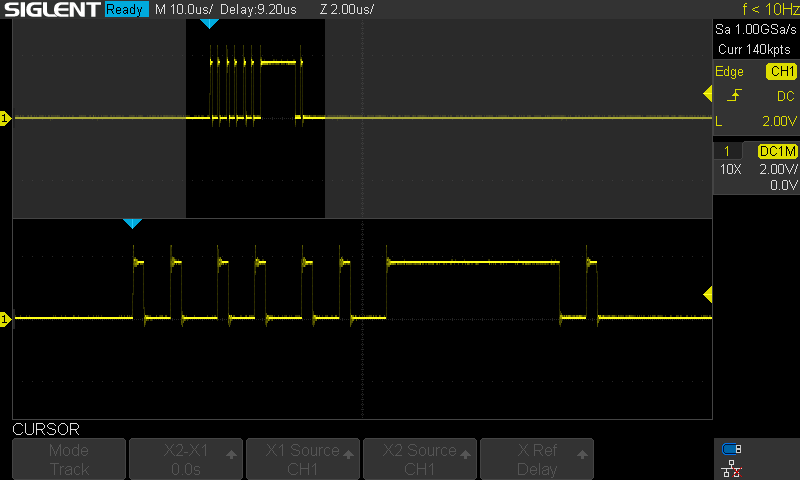 SIGLENT Ready M 10.0us/ Delay:9.20us Z 2.00us/ f < 10Hz
Sa 1.00GSa/s
Curr 140kpts
Edge CH1
DC
L 2.00V
1 DC1M
10X 2.00V/
0.0V
1
1
CURSOR
Mode X2-X1 X1 Source X2 Source X Ref
Track 0.0s CH1 CH1 Delay